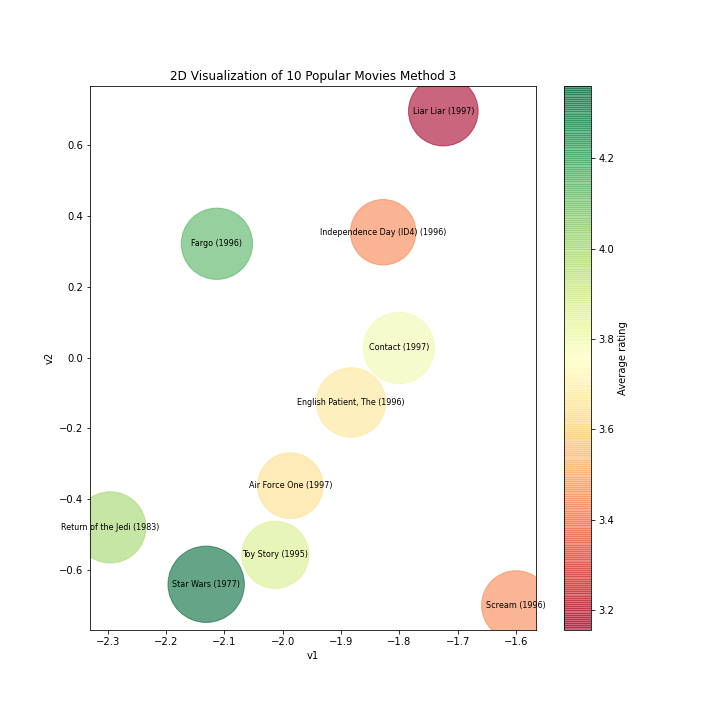 2D Visualization of 10 Popular Movies Method 3
Liar Liar (1997)
Independence Day (ID4) (1996)
Fargo (1996)
Contact (1997)
English Patient, The (1996)
Air Force One (1997)
Return of the Jedi (1983)
Toy Story (1995)
Star Wars (1977)
Scream (1996)
0.6
0.4
0.2
0.0
−0.2
−0.4
−0.6
v2
−2.3 −2.2 −2.1 −2.0 −1.9 −1.8 −1.7 −1.6
v1
4.2
4.0
3.8
3.6
3.4
3.2
Average rating